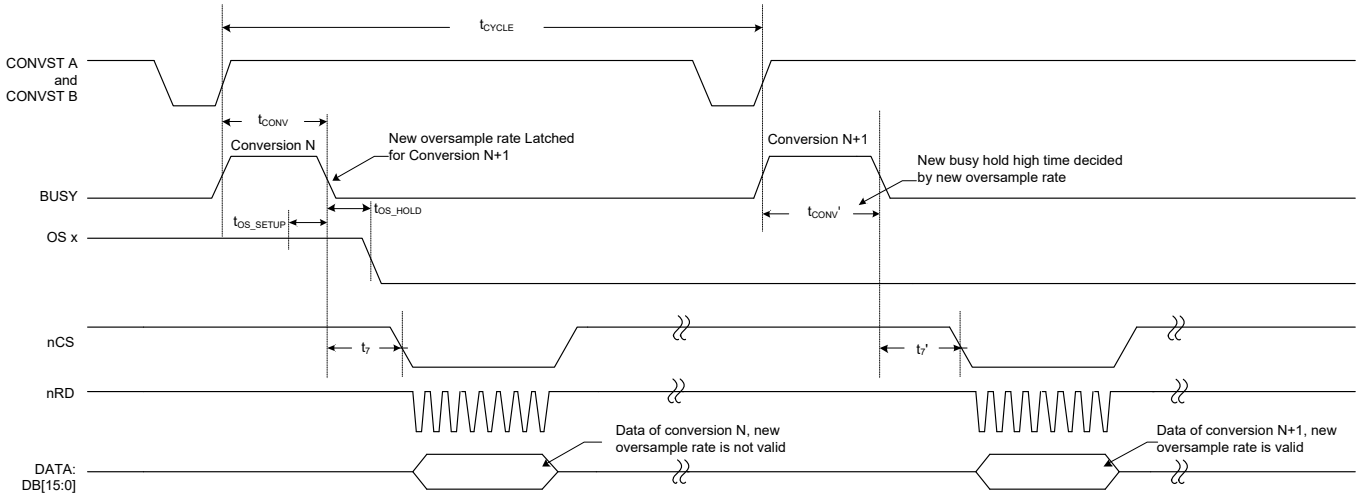 tCYCLE
CONVST A
and
CONVST B
tCONV
Conversion N
New oversample rate Latched
for Conversion N+1
Conversion N+1
New busy hold high time decided
by new oversample rate
BUSY
tOS_SETUP
tOS_HOLD
tCONV'
OS x
nCS
t7
t7'
nRD
Data of conversion N, new
oversample rate is not valid
Data of conversion N+1, new
oversample rate is valid
DATA:
DB[15:0]